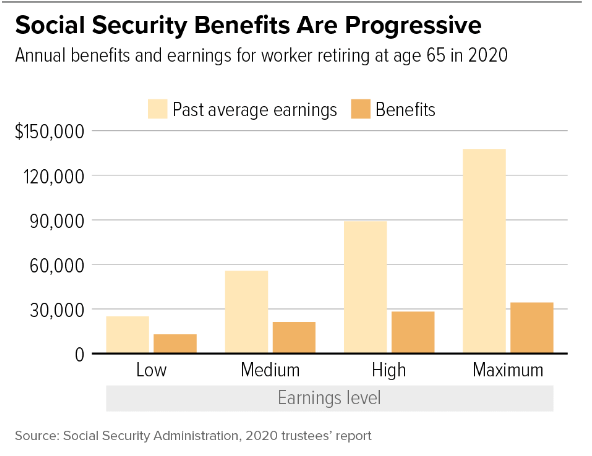 Social Security Benefits Are Progressive
Annual benefits and earnings for worker retiring at age 65 in 2020
Past average earnings Benefits
$150,000
120,000
90,000
60,000
30,000
0
Low Medium High Maximum
Earnings level
Source: Social Security Administration, 2020 trustees’ report